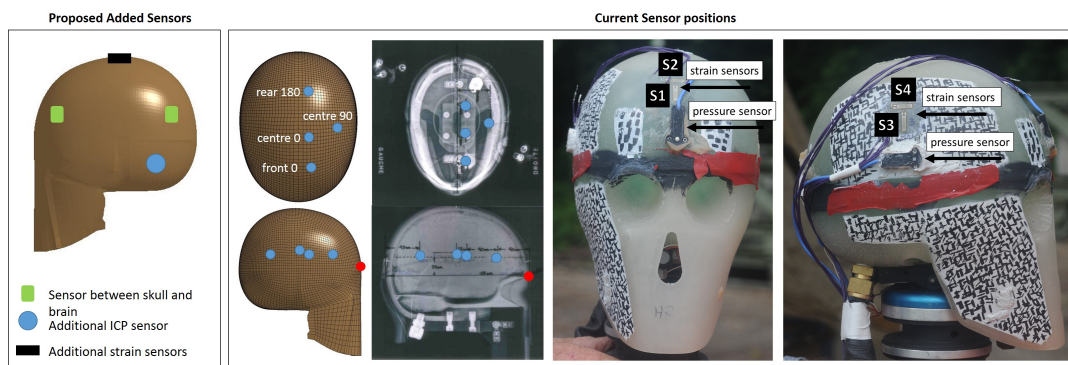 Proposed Added Sensors
Current Sensor positions
rear 180
centre 90
centre 0
front 0
S2
strain sensors
S1
pressure sensor
S4
strain sensors
S3
pressure sensor
GAUCHE
Sensor between skull and
brain
Additional ICP sensor
Additional strain sensors